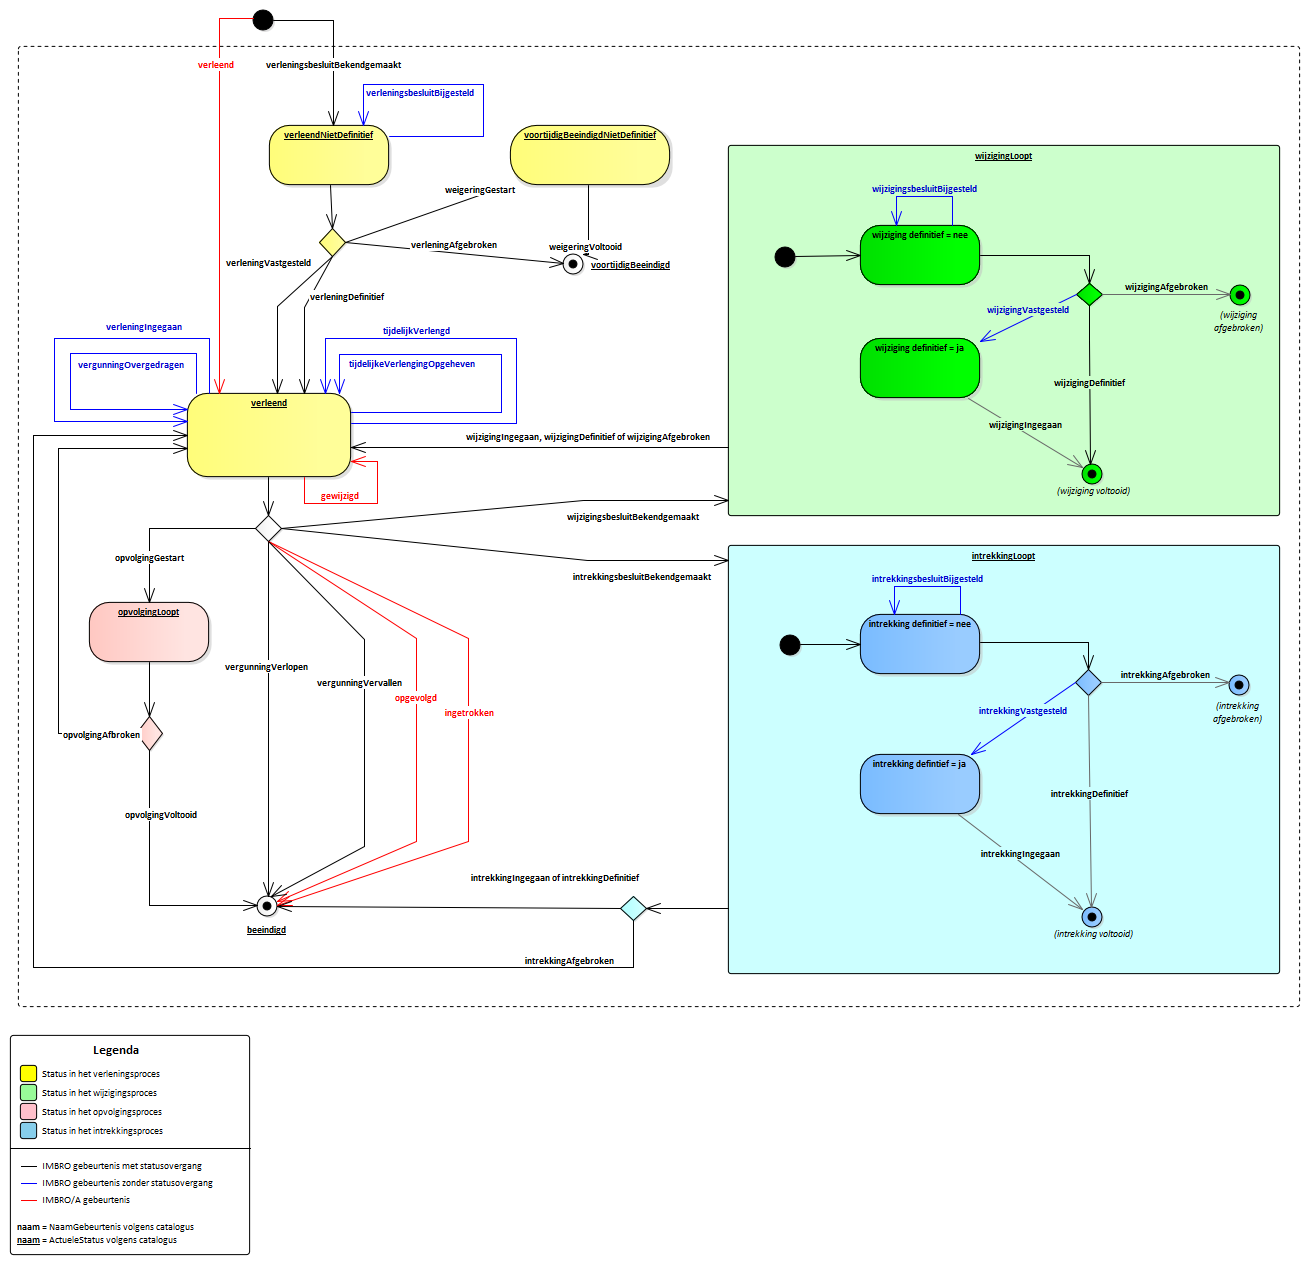 verleend
verleningsbesluitBekendgemaakt
verleningsbesluitBijgesteld
verleendNietDefinitief
voortijdigBeeindigdNietDefinitief
weigeringGestart
verleningAfgebroken
weigeringVoltooid
voortijdigBeeindigd
verleningVastgesteld
verleningDefinitief
verleningIngegaan
vergunningOvergedragen
tijdelijkVerlengd
tijdelijkeVerlengingOpgeheven
verleend
wijzigingIngegaan, wijzigingDefinitief of wijzigingAfgebroken
gewijzigd
wijzigingsbesluitBekendgemaakt
opvolgingGestart
intrekkingsbesluitBekendgemaakt
opvolgingLoopt
vergunningVerlopen
vergunningVervallen
opgevolgd
ingetrokken
opvolgingAfbroken
opvolgingVoltooid
intrekkingIngegaan of intrekkingDefinitief
beeindigd
intrekkingAfgebroken
wijzigingLoopt
wijzigingsbesluitBijgesteld
wijziging definitief = nee
wijzigingAfgebroken
wijzigingVastgesteld
(wijziging
afgebroken)
wijziging definitief = ja
wijzigingDefinitief
wijzigingIngegaan
(wijziging voltooid)
intrekkingLoopt
intrekkingsbesluitBijgesteld
intrekking definitief = nee
intrekkingAfgebroken
intrekkingVastgesteld
(intrekking
afgebroken)
intrekking defintief = ja
intrekkingDefinitief
intrekkingIngegaan
(intrekking voltooid)
Legenda
Status in het verleningsproces
Status in het wijzigingsproces
Status in het opvolgingsproces
Status in het intrekkingsproces
IMBRO gebeurtenis met statusovergang
IMBRO gebeurtenis zonder statusovergang
IMBRO/A gebeurtenis
naam = NaamGebeurtenis volgens catalogus
naam = ActueleStatus volgens catalogus